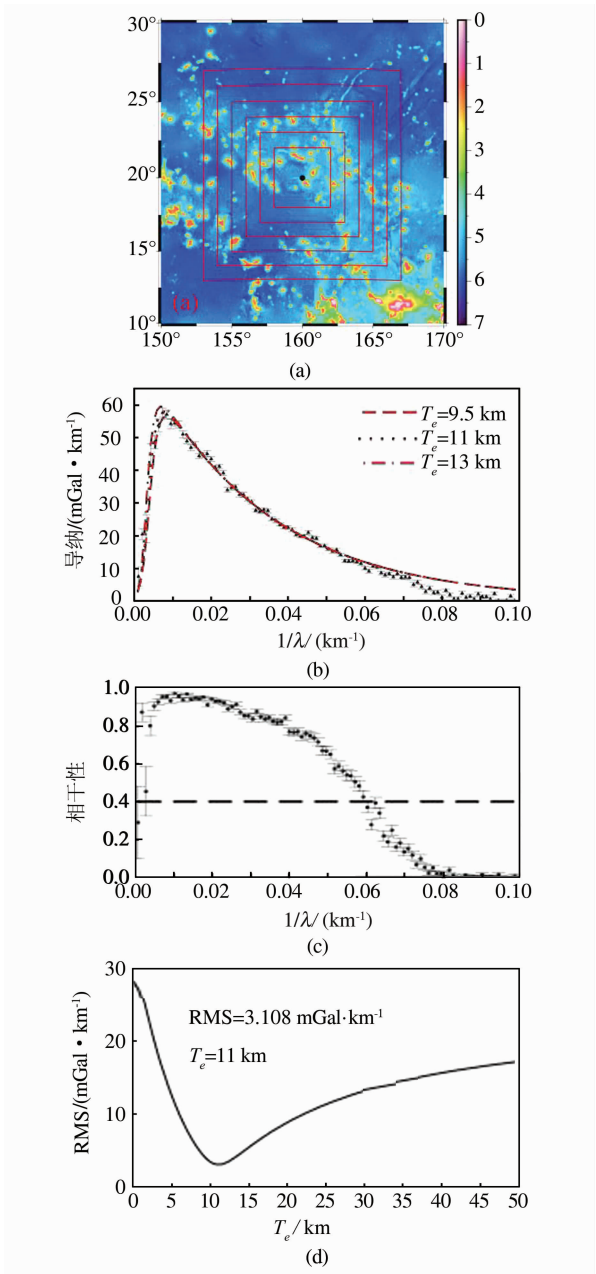 30°
25°
20°
15°
10°
150° 155° 160° 165° 170°
0
1
2
3
4
5
6
7
(a)
(a)
导纳/(mGal·km⁻¹)
60
50
40
30
20
10
0
Tₑ=9.5 km
Tₑ=11 km
Tₑ=13 km
0.00 0.02 0.04 0.06 0.08 0.10
1/λ/ (km⁻¹)
(b)
相干性
1.0
0.8
0.6
0.4
0.2
0.0
0.00 0.02 0.04 0.06 0.08 0.10
1/λ/ (km⁻¹)
(c)
RMS/(mGal·km⁻¹)
30
20
10
0
RMS=3.108 mGal·km⁻¹
Tₑ=11 km
0 5 10 15 20 25 30 35 40 45 50
Tₑ/ km
(d)